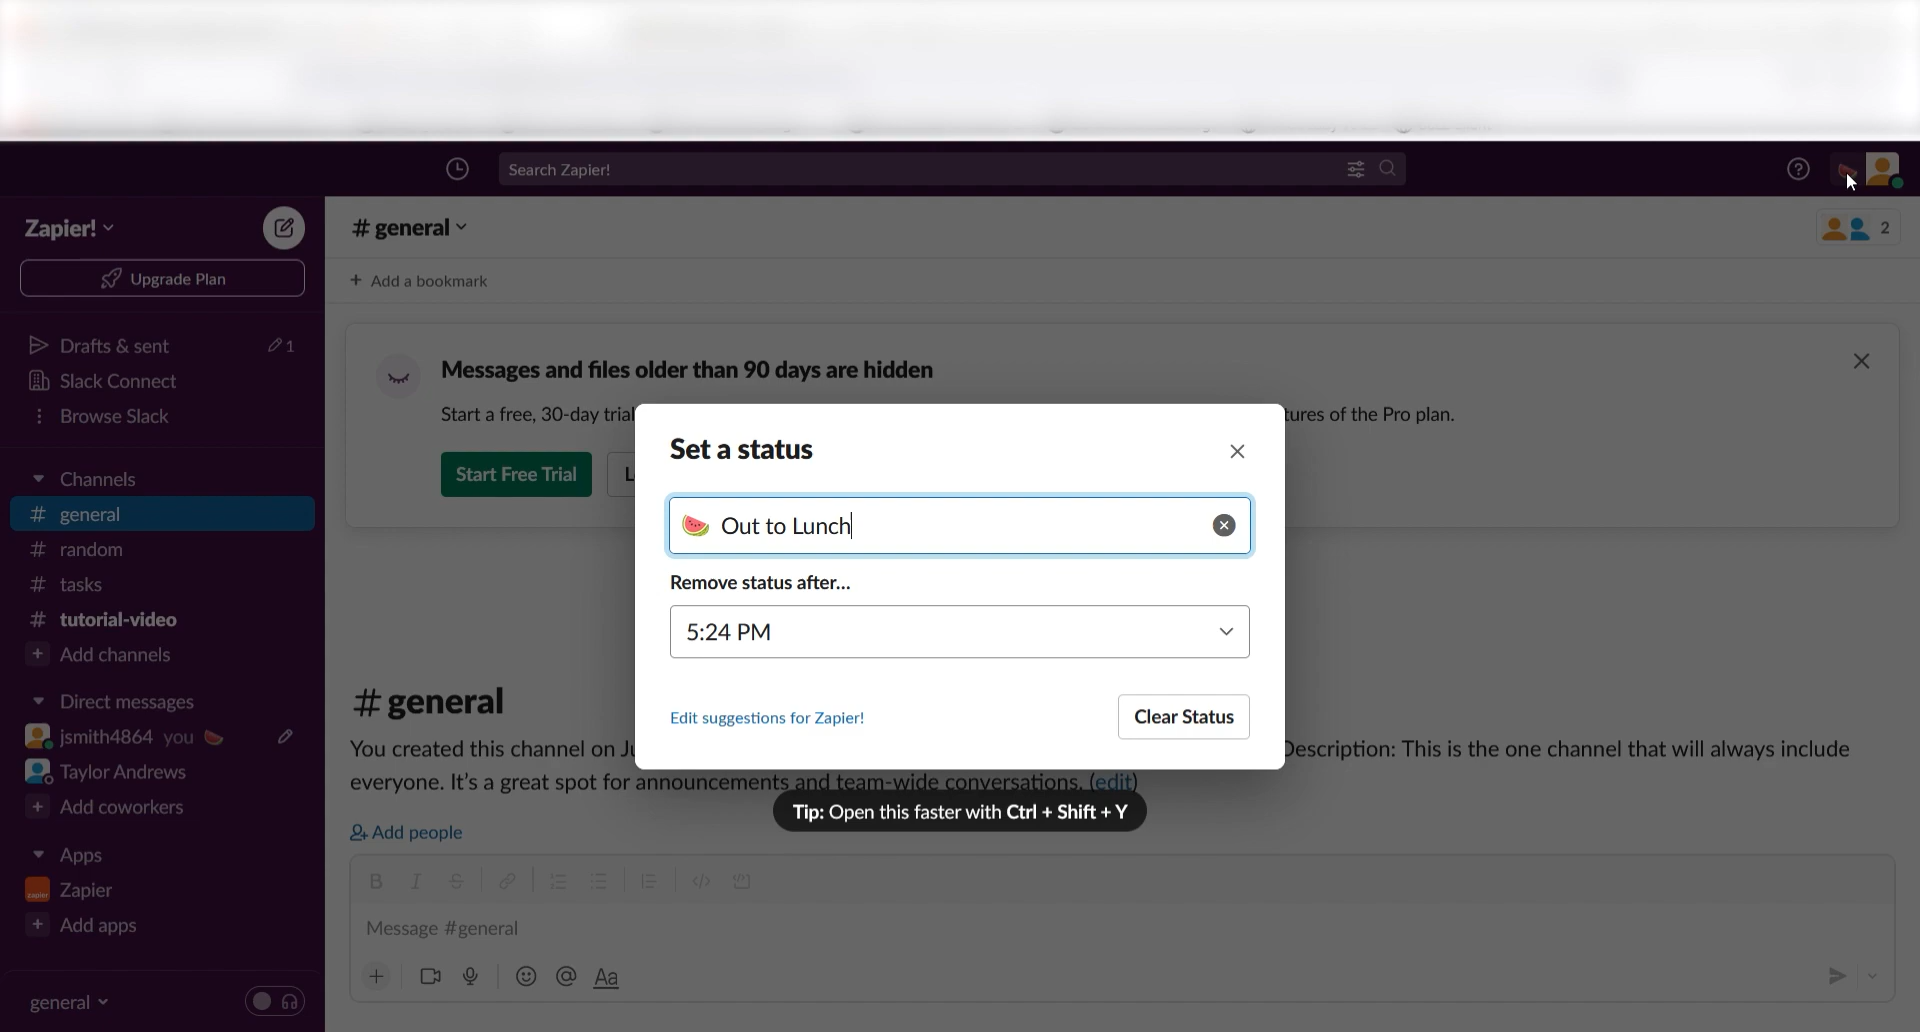 Search Zapier!
Zapier!
# general
2
Upgrade Plan
+ Add a bookmark
Drafts & sent 1
Slack Connect
Browse Slack
Messages and files older than 90 days are hidden
Start a free, 30-day trial
tures of the Pro plan.
Start Free Trial
L
Set a status
Out to Lunch
Remove status after...
5:24 PM
Edit suggestions for Zapier!
Clear Status
Channels
# general
# random
# tasks
# tutorial-video
+ Add channels
Direct messages
jsmith4864 you
Taylor Andrews
+ Add coworkers
Apps
zapier Zapier
+ Add apps
general
# general
You created this channel on Ju
Description: This is the one channel that will always include
everyone. It's a great spot for announcements and team-wide conversations. (edit)
Tip: Open this faster with Ctrl + Shift + Y
Add people
B I S
Message #general
+ @ Aa